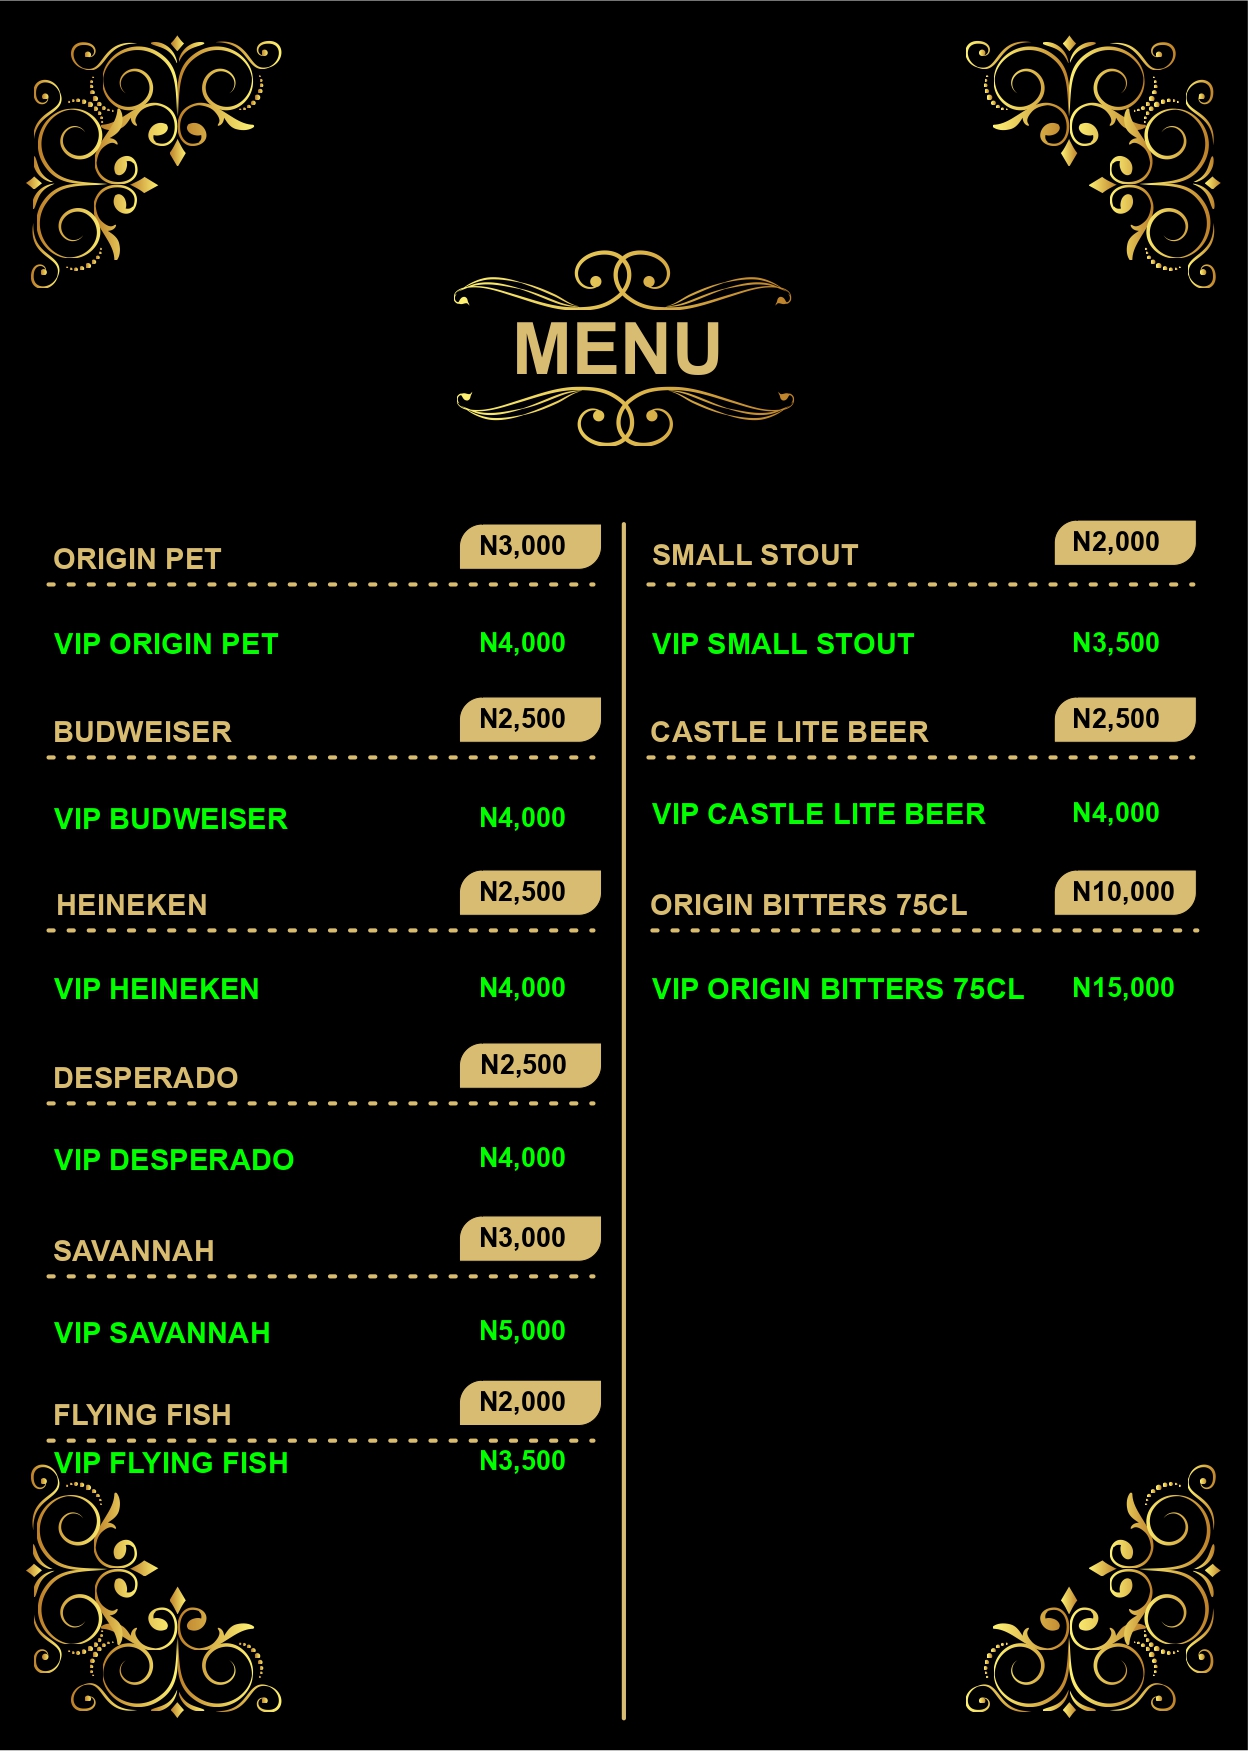 MENU
ORIGIN PET N3,000
VIP ORIGIN PET N4,000
BUDWEISER N2,500
VIP BUDWEISER N4,000
HEINEKEN N2,500
VIP HEINEKEN N4,000
DESPERADO N2,500
VIP DESPERADO N4,000
SAVANNAH N3,000
VIP SAVANNAH N5,000
FLYING FISH N2,000
VIP FLYING FISH N3,500
SMALL STOUT N2,000
VIP SMALL STOUT N3,500
CASTLE LITE BEER N2,500
VIP CASTLE LITE BEER N4,000
ORIGIN BITTERS 75CL N10,000
VIP ORIGIN BITTERS 75CL N15,000